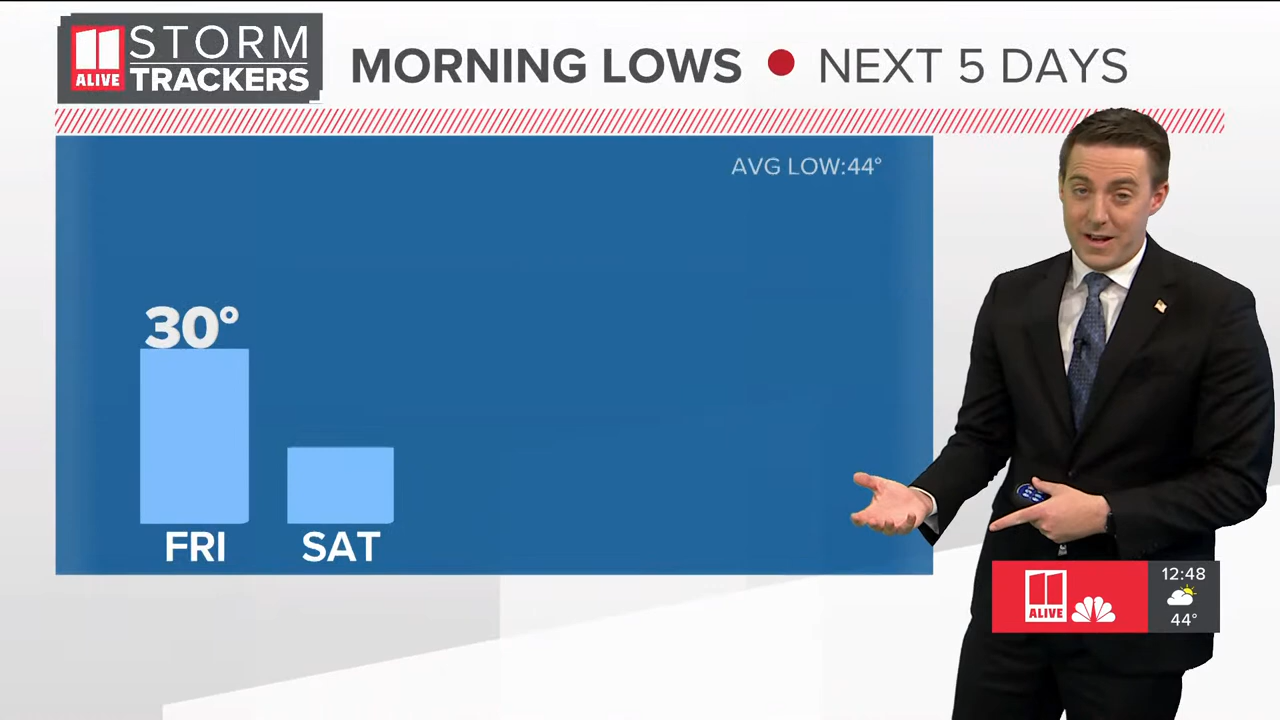 11 ALIVE
STORM
TRACKERS
MORNING LOWS • NEXT 5 DAYS
AVG LOW:44°
30°
FRI SAT
11 ALIVE
12:48
44°